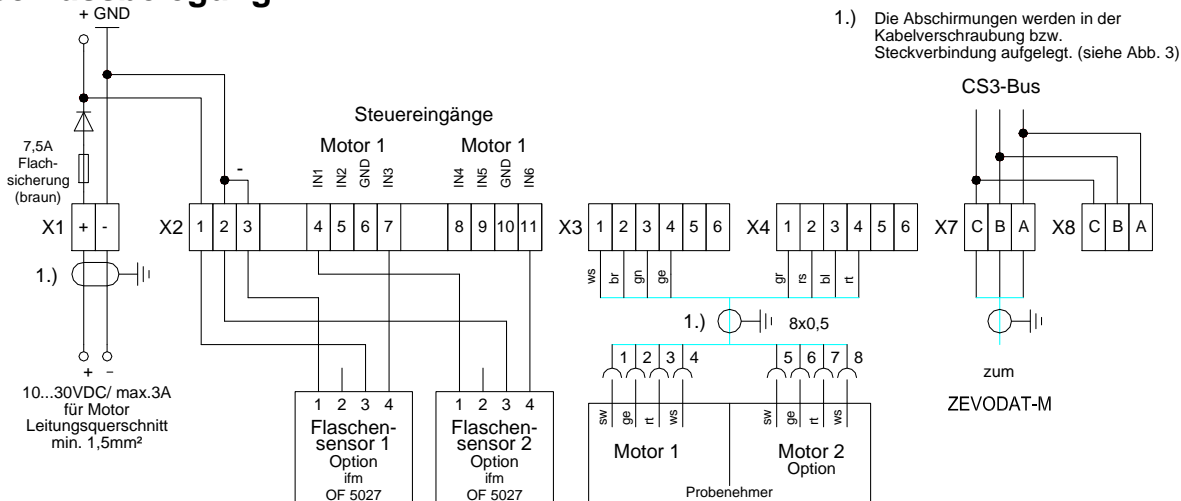 + GND
1.) Die Abschirmungen werden in der
Kabelverschraubung bzw.
Steckverbindung aufgelegt. (siehe Abb. 3)
CS3-Bus
Steuereingänge
Motor 1 Motor 1
7,5A
Flach-
sicherung
(braun)
IN1 IN2 GND IN3 IN4 IN5 GND IN6
-
X1 + - X2 1 2 3 4 5 6 7 8 9 10 11 X3 1 2 3 4 5 6 X4 1 2 3 4 5 6 X7 C B A X8 C B A
ws br gn ge gr rs bl rt
1.)
1.) 8x0,5
+ -
1 2 3 4 5 6 7 8
zum
ZEVODAT-M
10...30VDC/ max.3A
für Motor
Leitungsquerschnitt
min. 1,5mm²
1 2 3 4 1 2 3 4
sw ge rt ws sw ge rt ws
Flaschen-
sensor 1
Option
ifm
OF 5027
Flaschen-
sensor 2
Option
ifm
OF 5027
Motor 1
Motor 2
Option
Probenehmer